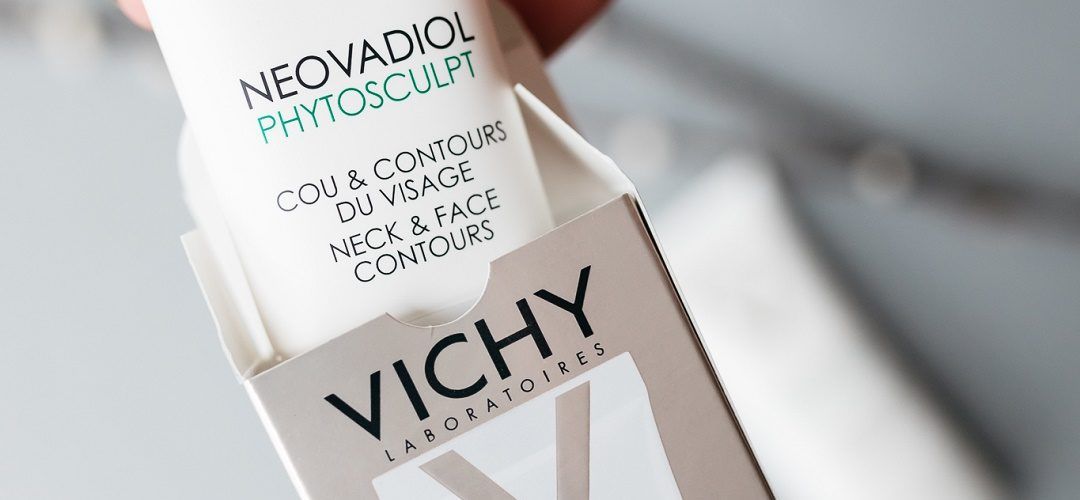 NEOVADIOL
PHYTOSCULPT
COU & CONTOURS
DU VISAGE
NECK & FACE
CONTOURS
VICHY
LABORATOIRES